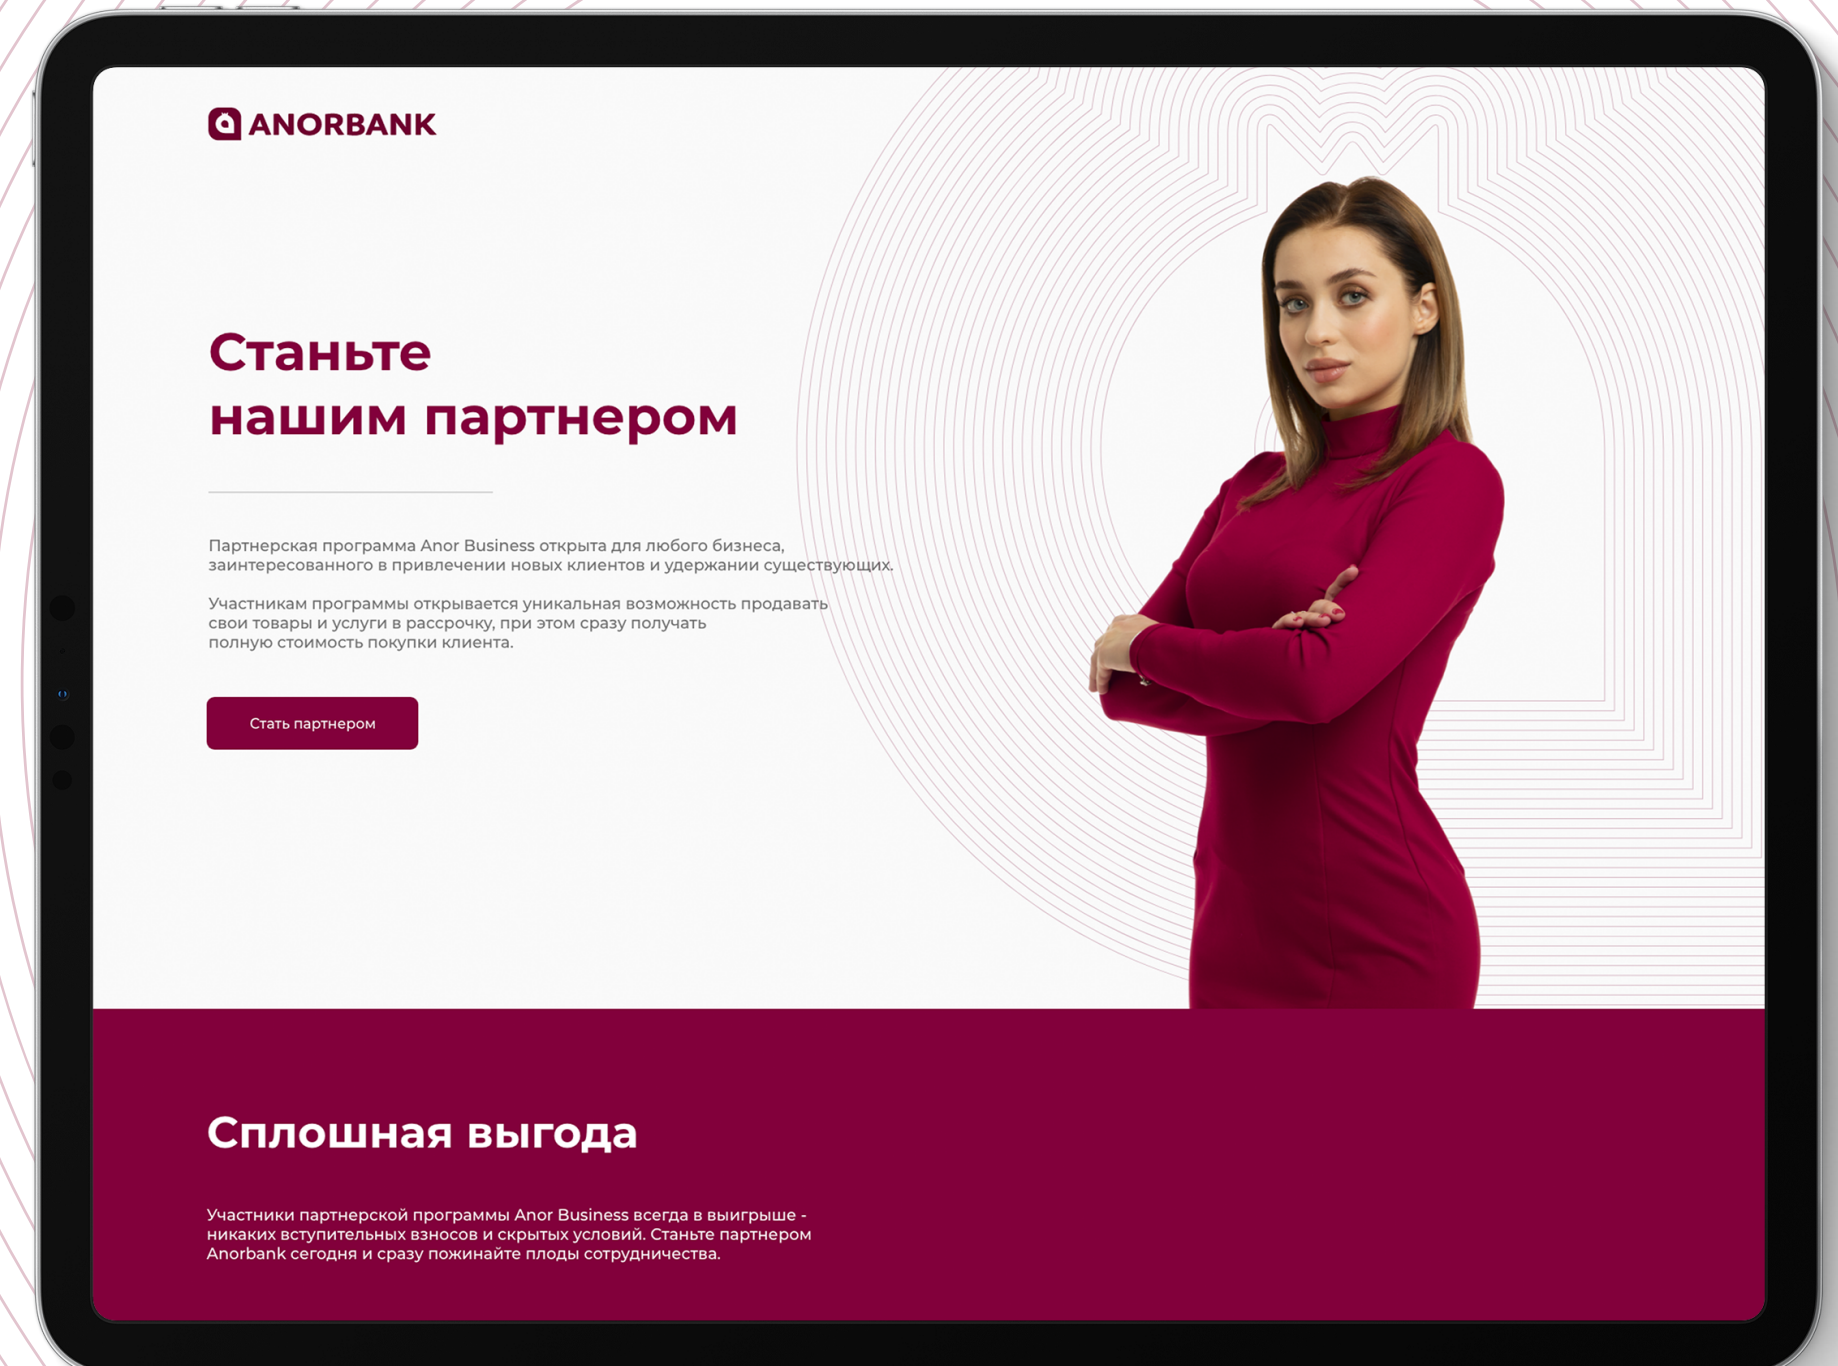 ANORBANK
Станьте
нашим партнером
Партнерская программа Anor Business открыта для любого бизнеса,
заинтересованного в привлечении новых клиентов и удержании существующих.
Участникам программы открывается уникальная возможность продавать
свои товары и услуги в рассрочку, при этом сразу получать
полную стоимость покупки клиента.
Стать партнером
Сплошная выгода
Участники партнерской программы Anor Business всегда в выигрыше -
никаких вступительных взносов и скрытых условий. Станьте партнером
Anorbank сегодня и сразу пожинайте плоды сотрудничества.